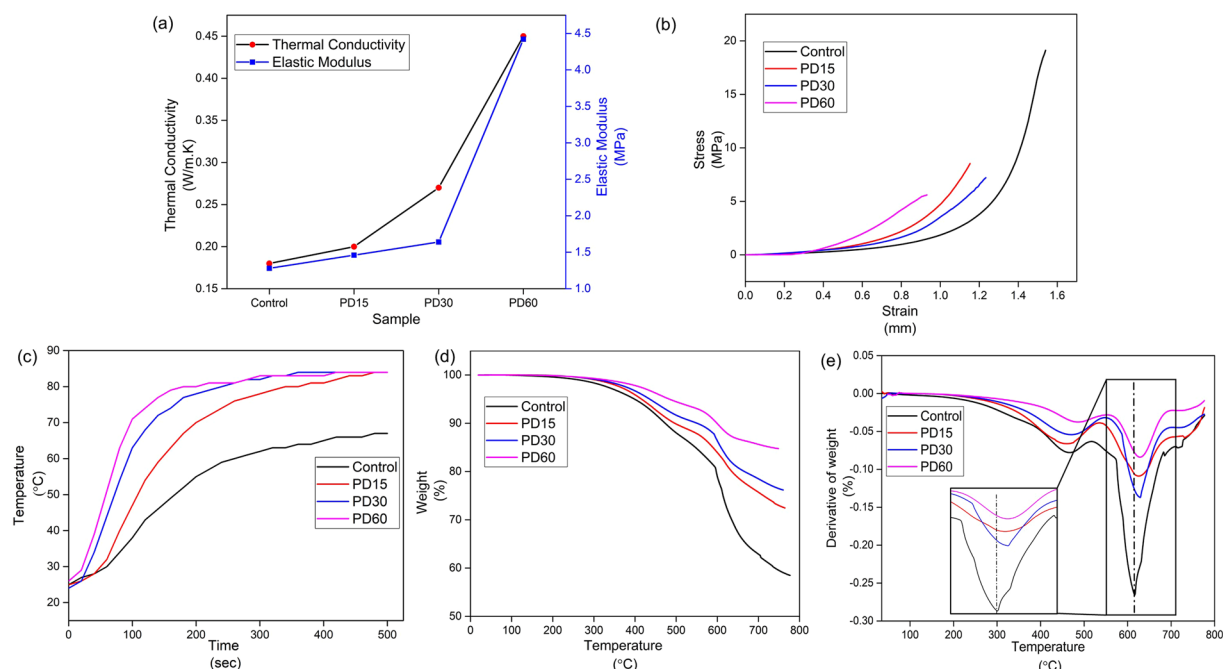 (a)
Thermal Conductivity
Elastic Modulus
0.45
0.40
0.35
0.30
0.25
0.20
0.15
Thermal Conductivity
(W/m.K)
4.5
4.0
3.5
3.0
2.5
2.0
1.5
1.0
Elastic Modulus
(MPa)
Control PD15 PD30 PD60
Sample
(b)
Control
PD15
PD30
PD60
20
15
10
5
0
Stress
(MPa)
0.0 0.2 0.4 0.6 0.8 1.0 1.2 1.4 1.6
Strain
(mm)
(c)
90
80
70
60
50
40
30
20
Temperature
(°C)
Control
PD15
PD30
PD60
0 100 200 300 400 500
Time
(sec)
(d)
100
90
80
70
60
50
Weight
(%)
Control
PD15
PD30
PD60
0 100 200 300 400 500 600 700 800
Temperature
(°C)
(e)
0.05
0.00
-0.05
-0.10
-0.15
-0.20
-0.25
-0.30
Derivative of weight
(%)
Control
PD15
PD30
PD60
100 200 300 400 500 600 700 800
Temperature
(°C)